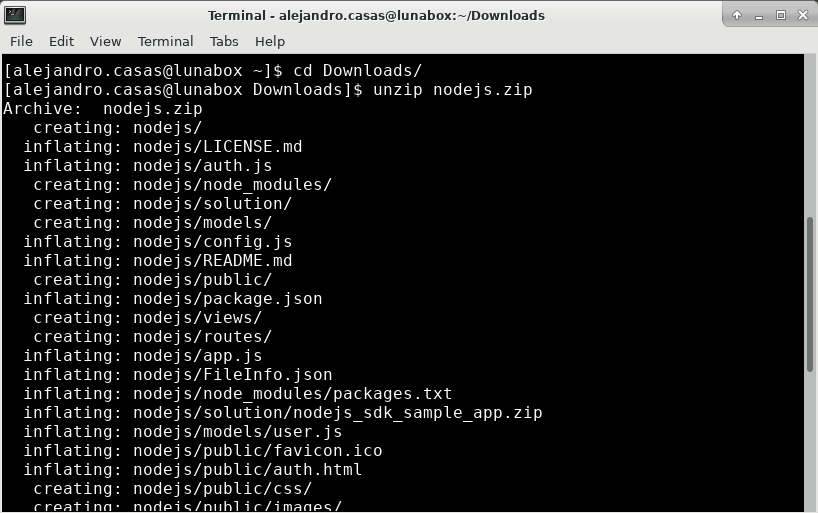 Terminal - alejandro.casas@lunabox:~/Downloads
File Edit View Terminal Tabs Help
[alejandro.casas@lunabox ~]$ cd Downloads/
[alejandro.casas@lunabox Downloads]$ unzip nodejs.zip
Archive:  nodejs.zip
   creating: nodejs/
  inflating: nodejs/LICENSE.md
  inflating: nodejs/auth.js
   creating: nodejs/node_modules/
   creating: nodejs/solution/
   creating: nodejs/models/
  inflating: nodejs/config.js
  inflating: nodejs/README.md
   creating: nodejs/public/
  inflating: nodejs/package.json
   creating: nodejs/views/
   creating: nodejs/routes/
  inflating: nodejs/app.js
  inflating: nodejs/FileInfo.json
  inflating: nodejs/node_modules/packages.txt
  inflating: nodejs/solution/nodejs_sdk_sample_app.zip
  inflating: nodejs/models/user.js
  inflating: nodejs/public/favicon.ico
  inflating: nodejs/public/auth.html
   creating: nodejs/public/css/
   creating: nodejs/public/images/